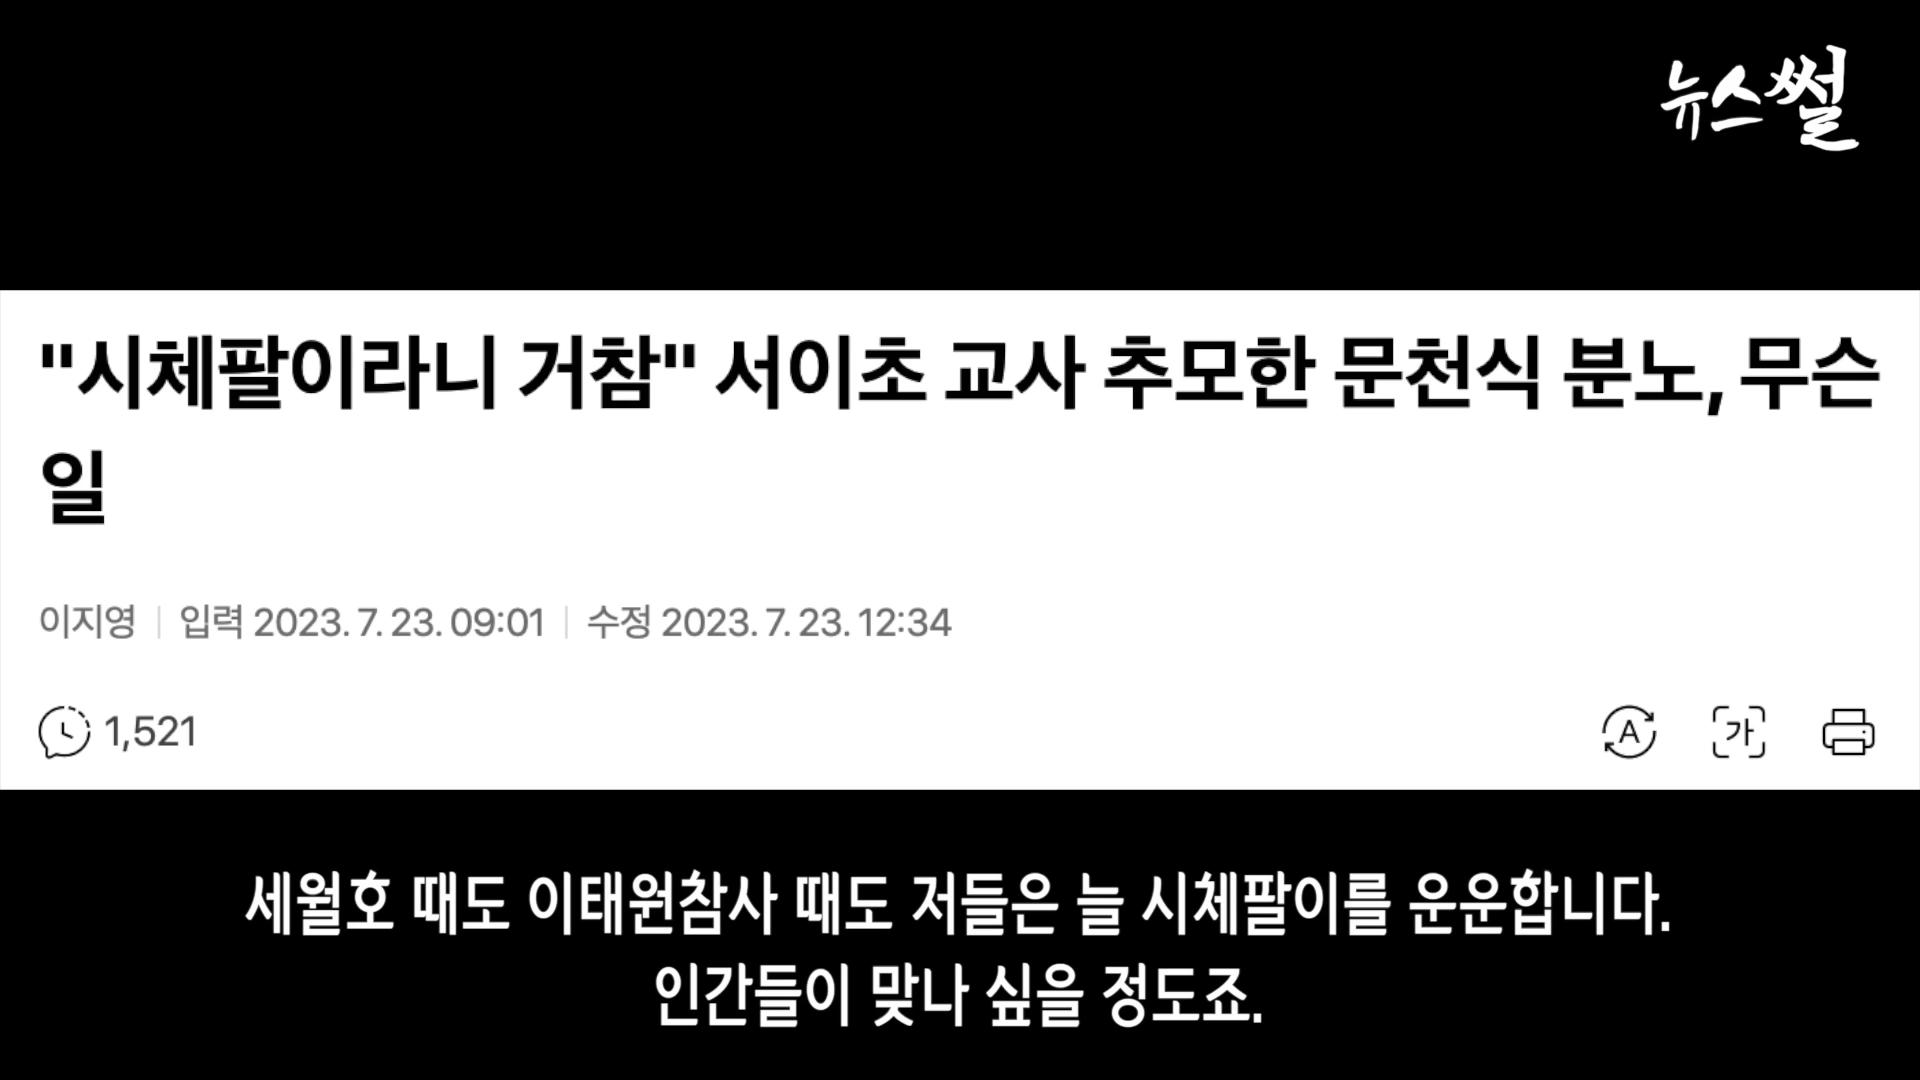 뉴스썰
"시체팔이라니 거참" 서이초 교사 추모한 문천식 분노, 무슨
일
이지영 | 입력 2023. 7. 23. 09:01 | 수정 2023. 7. 23. 12:34
1,521
A
가
세월호 때도 이태원참사 때도 저들은 늘 시체팔이를 운운합니다.
인간들이 맞나 싶을 정도죠.